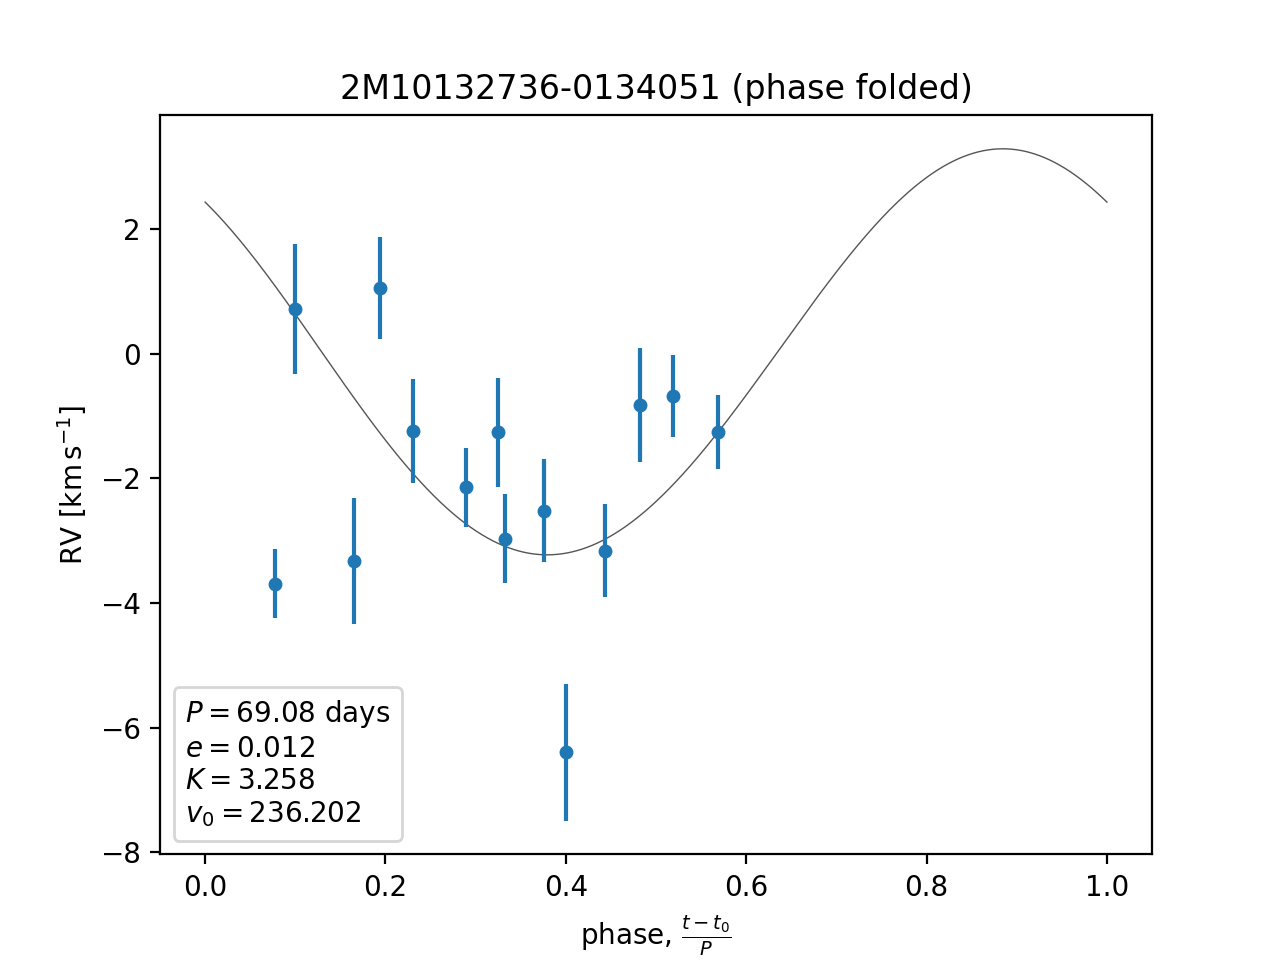 2M10132736-0134051 (phase folded)
RV [km s⁻¹]
2
0
−2
−4
−6
−8
P = 69.08 days
e = 0.012
K = 3.258
v₀ = 236.202
0.0 0.2 0.4 0.6 0.8 1.0
phase, (t − t₀)/P